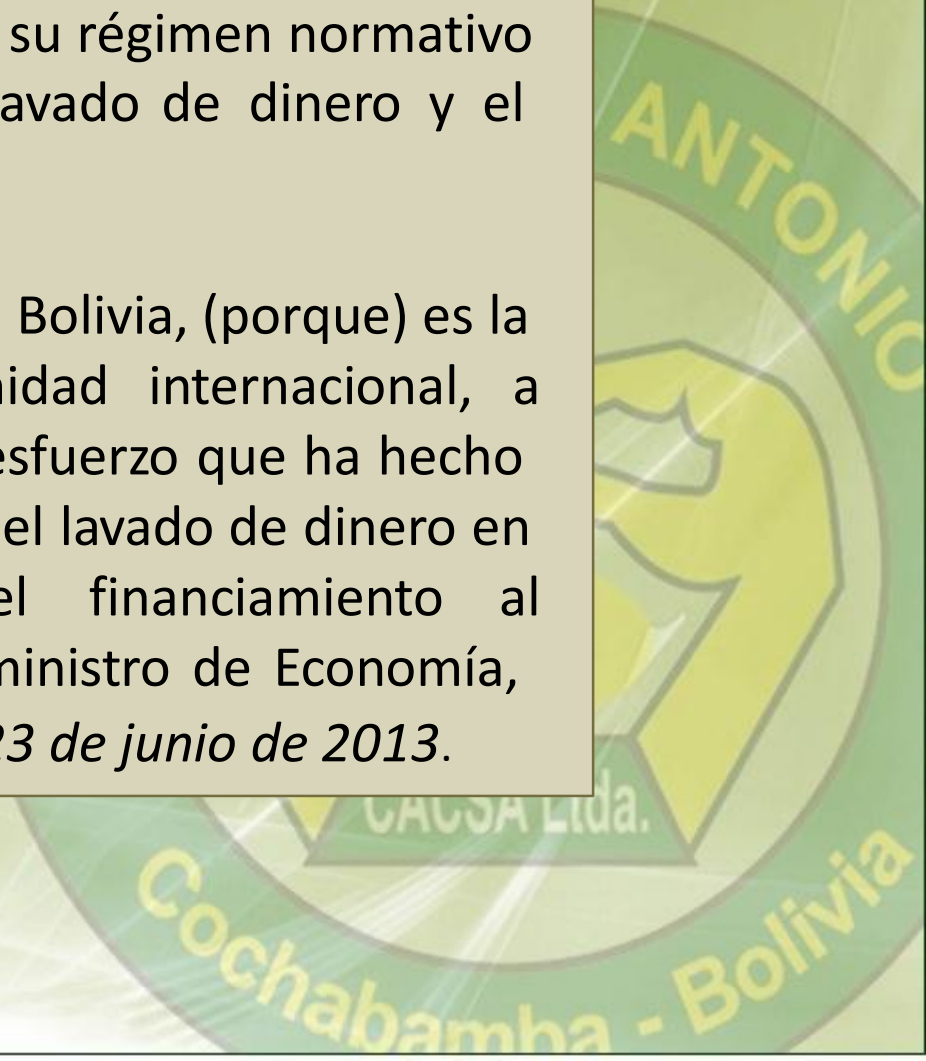 su régimen normativo
avado de dinero y el
Bolivia, (porque) es la
nidad internacional, a
esfuerzo que ha hecho
el lavado de dinero en
el financiamiento al
ministro de Economía,
23 de junio de 2013.
ANTONIO
CACSA Ltda.
Cochabamba - Bolivia